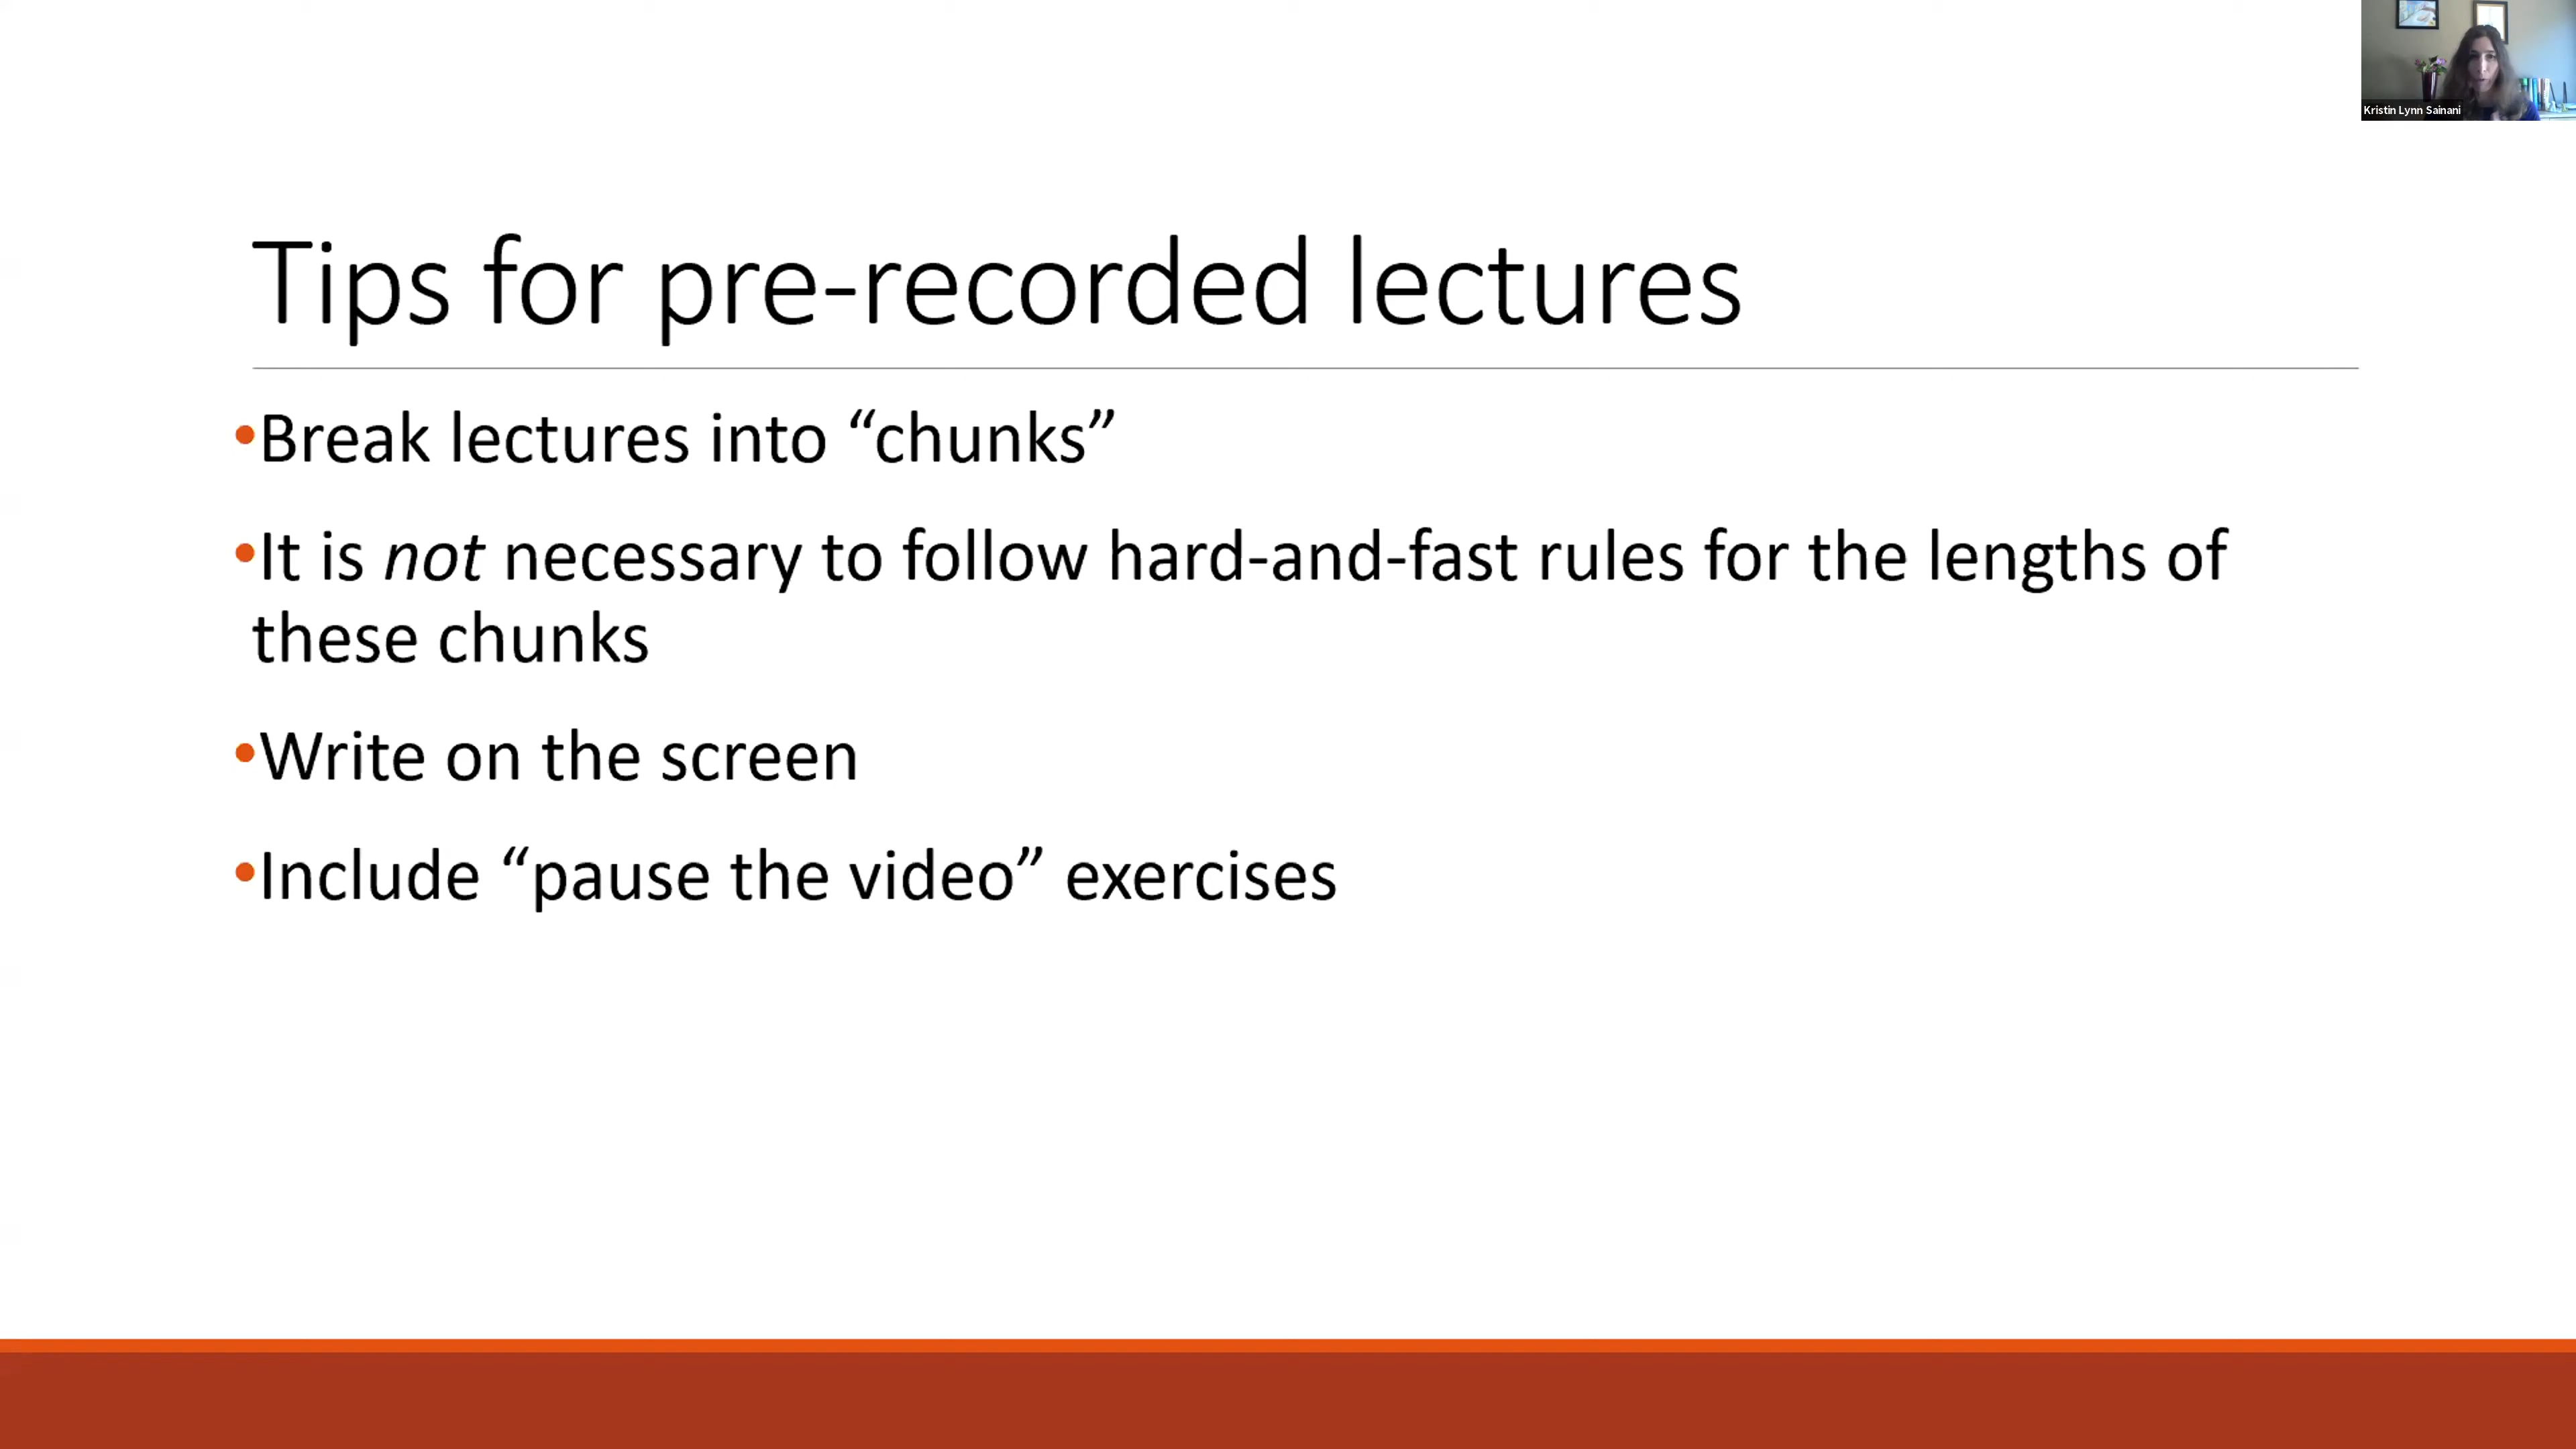 Kristin Lynn Sainani
Tips for pre-recorded lectures
•Break lectures into “chunks”
•It is not necessary to follow hard-and-fast rules for the lengths of
these chunks
•Write on the screen
•Include “pause the video” exercises